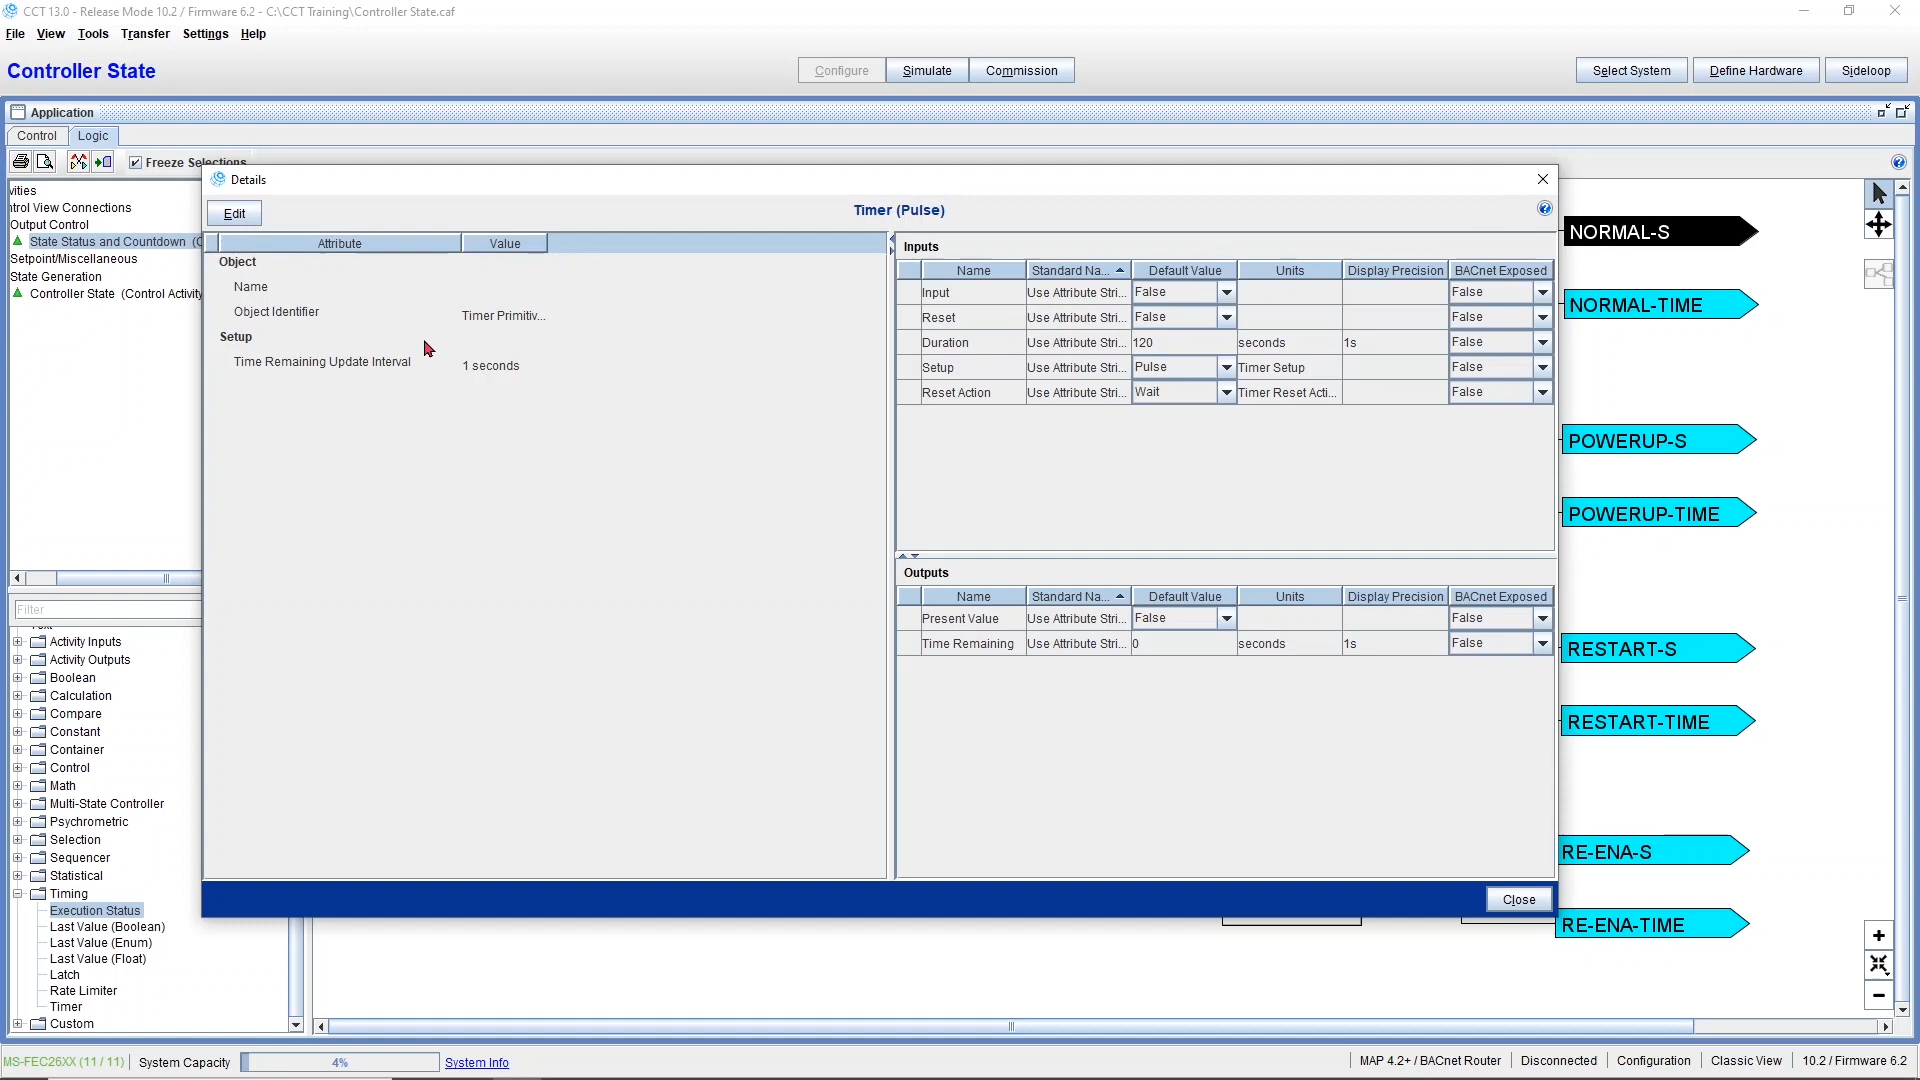 CCT 13.0 - Release Mode 10.2 / Firmware 6.2 - C:\CCT Training\Controller State.caf
File View Tools Transfer Settings Help
Controller State
Configure Simulate Commission
Select System Define Hardware Sideloop
Application
Control Logic
Freeze Selections
vities
ntrol View Connections
Output Control
State Status and Countdown (C
Setpoint/Miscellaneous
State Generation
Controller State (Control Activity
Filter
Activity Inputs
Activity Outputs
Boolean
Calculation
Compare
Constant
Container
Control
Math
Multi-State Controller
Psychrometric
Selection
Sequencer
Statistical
Timing
Execution Status
Last Value (Boolean)
Last Value (Enum)
Last Value (Float)
Latch
Rate Limiter
Timer
Custom
Details
Edit
Timer (Pulse)
Attribute Value
Object
Name
Object Identifier Timer Primitiv...
Setup
Time Remaining Update Interval 1 seconds
Inputs
Name Standard Na... Default Value Units Display Precision BACnet Exposed
Input Use Attribute Stri... False False
Reset Use Attribute Stri... False False
Duration Use Attribute Stri... 120 seconds 1s False
Setup Use Attribute Stri... Pulse Timer Setup False
Reset Action Use Attribute Stri... Wait Timer Reset Acti... False
Outputs
Name Standard Na... Default Value Units Display Precision BACnet Exposed
Present Value Use Attribute Stri... False False
Time Remaining Use Attribute Stri... 0 seconds 1s False
Close
NORMAL-S
NORMAL-TIME
POWERUP-S
POWERUP-TIME
RESTART-S
RESTART-TIME
RE-ENA-S
RE-ENA-TIME
MS-FEC26XX (11 / 11) System Capacity 4% System Info
MAP 4.2+ / BACnet Router Disconnected Configuration Classic View 10.2 / Firmware 6.2